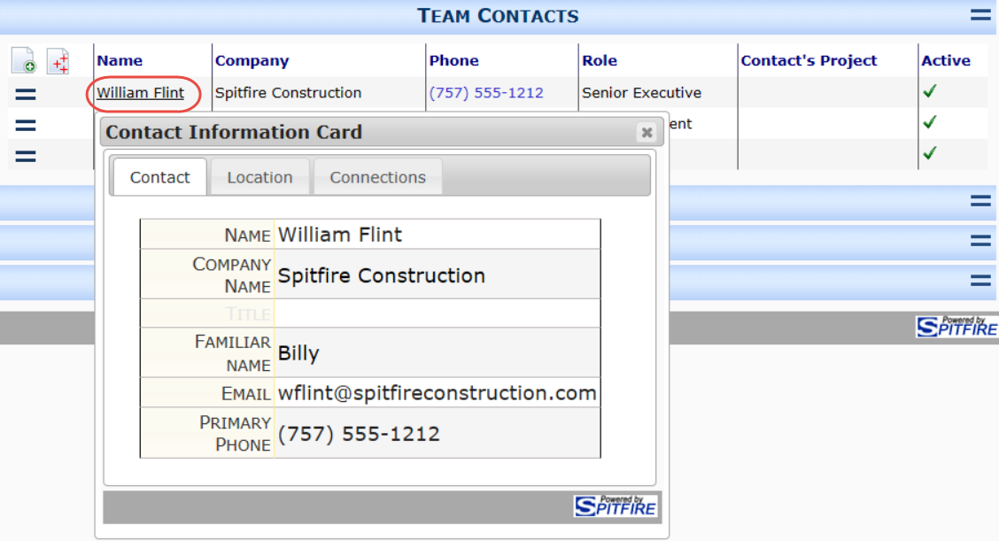 TEAM CONTACTS
Name Company Phone Role Contact's Project Active
William Flint Spitfire Construction (757) 555-1212 Senior Executive
ent
Contact Information Card
Contact Location Connections
NAME William Flint
COMPANY
NAME Spitfire Construction
TITLE
FAMILIAR
NAME Billy
EMAIL wflint@spitfireconstruction.com
PRIMARY
PHONE (757) 555-1212
Powered by
SPITFIRE
Powered by
SPITFIRE